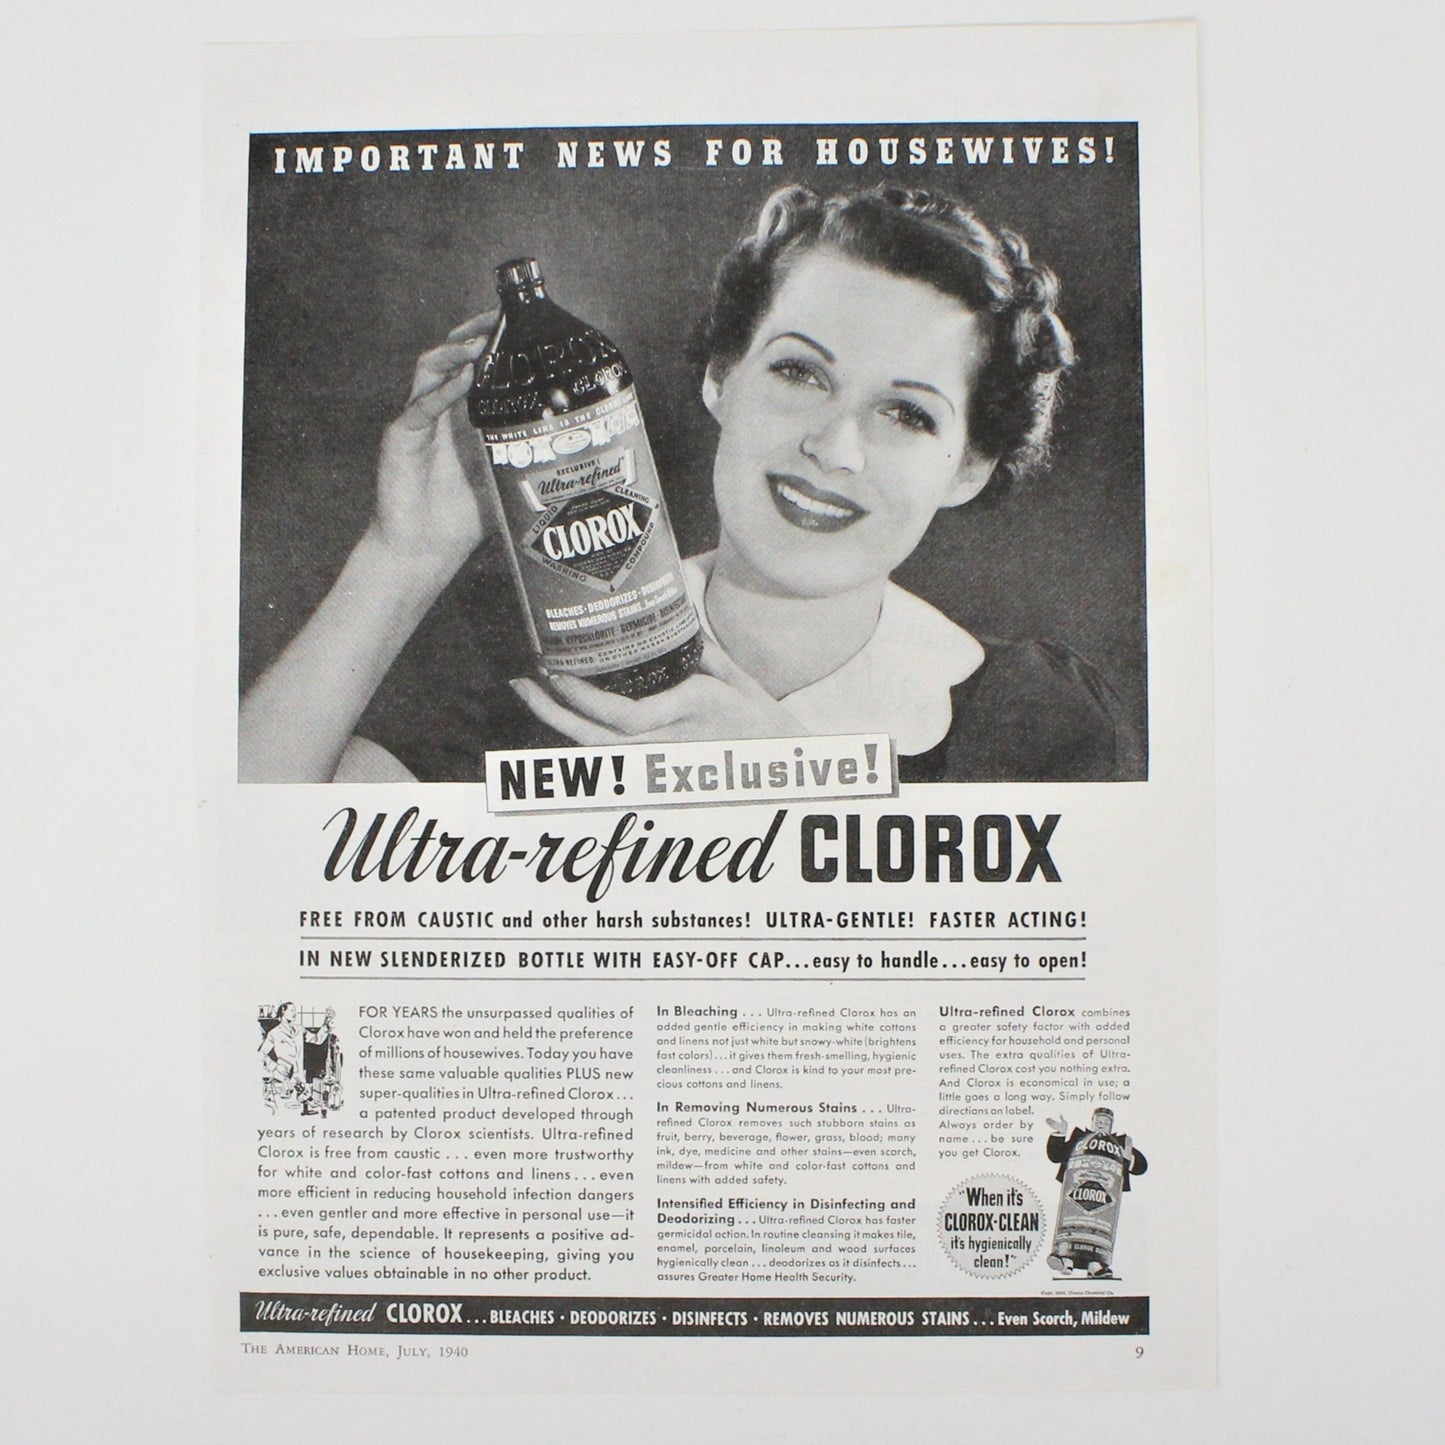 IMPORTANT NEWS FOR HOUSEWIVES!
CLOROX
CLOROX CLOROX
THE WHITE LINE IS THE CLOROX
EXCLUSIVE!
Ultra-refined
LIQUID CLEANING
CLOROX
WASHING COMPOUND
BLEACHES · DEODORIZES ·
REMOVES NUMEROUS STAINS...
HYPOCHLORITE · GERMICIDE · DISINFECTANT
NEW! Exclusive!
Ultra-refined CLOROX
FREE FROM CAUSTIC and other harsh substances! ULTRA-GENTLE! FASTER ACTING!
IN NEW SLENDERIZED BOTTLE WITH EASY-OFF CAP...easy to handle...easy to open!
FOR YEARS the unsurpassed qualities of
Clorox have won and held the preference
of millions of housewives. Today you have
these same valuable qualities PLUS new
super-qualities in Ultra-refined Clorox...
a patented product developed through
years of research by Clorox scientists. Ultra-refined
Clorox is free from caustic ... even more trustworthy
for white and color-fast cottons and linens ... even
more efficient in reducing household infection dangers
... even gentler and more effective in personal use—it
is pure, safe, dependable. It represents a positive ad-
vance in the science of housekeeping, giving you
exclusive values obtainable in no other product.
In Bleaching ... Ultra-refined Clorox has an
added gentle efficiency in making white cottons
and linens not just white but snowy-white (brightens
fast colors) ... it gives them fresh-smelling, hygienic
cleanliness ... and Clorox is kind to your most pre-
cious cottons and linens.
In Removing Numerous Stains ... Ultra-
refined Clorox removes such stubborn stains as
fruit, berry, beverage, flower, grass, blood; many
ink, dye, medicine and other stains—even scorch,
mildew—from white and color-fast cottons and
linens with added safety.
Intensified Efficiency in Disinfecting and
Deodorizing ... Ultra-refined Clorox has faster
germicidal action. In routine cleansing it makes tile,
enamel, porcelain, linoleum and wood surfaces
hygienically clean ... deodorizes as it disinfects...
assures Greater Home Health Security.
Ultra-refined Clorox combines
a greater safety factor with added
efficiency for household and personal
uses. The extra qualities of Ultra-
refined Clorox cost you nothing extra.
And Clorox is economical in use; a
little goes a long way. Simply follow
directions on label.
Always order by
name ... be sure
you get Clorox.
"When it's
CLOROX-CLEAN
it's hygienically
clean!"
CLOROX
CLOROX
Copr. 1940, Clorox Chemical Co.
Ultra-refined CLOROX...BLEACHES · DEODORIZES · DISINFECTS · REMOVES NUMEROUS STAINS...Even Scorch, Mildew
THE AMERICAN HOME, JULY, 1940
9